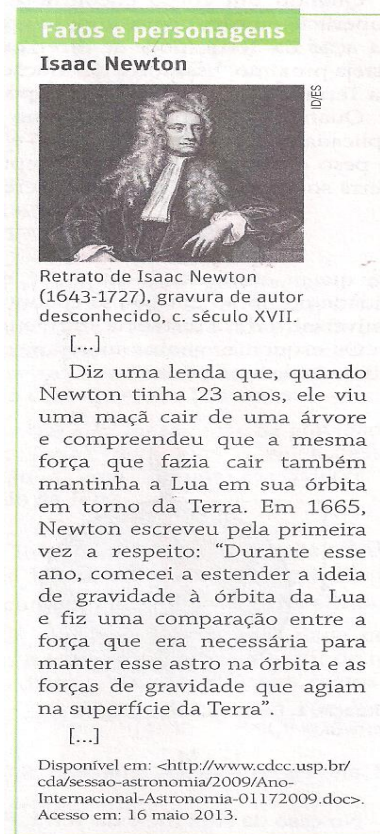 Fatos e personagens
Isaac Newton
ID/ES
Retrato de Isaac Newton
(1643-1727), gravura de autor
desconhecido, c. século XVII.
[...]
Diz uma lenda que, quando
Newton tinha 23 anos, ele viu
uma maçã cair de uma árvore
e compreendeu que a mesma
força que fazia cair também
mantinha a Lua em sua órbita
em torno da Terra. Em 1665,
Newton escreveu pela primeira
vez a respeito: “Durante esse
ano, comecei a estender a ideia
de gravidade à órbita da Lua
e fiz uma comparação entre a
força que era necessária para
manter esse astro na órbita e as
forças de gravidade que agiam
na superfície da Terra”.
[...]
Disponível em: <http://www.cdcc.usp.br/
cda/sessao-astronomia/2009/Ano-
Internacional-Astronomia-01172009.doc>.
Acesso em: 16 maio 2013.